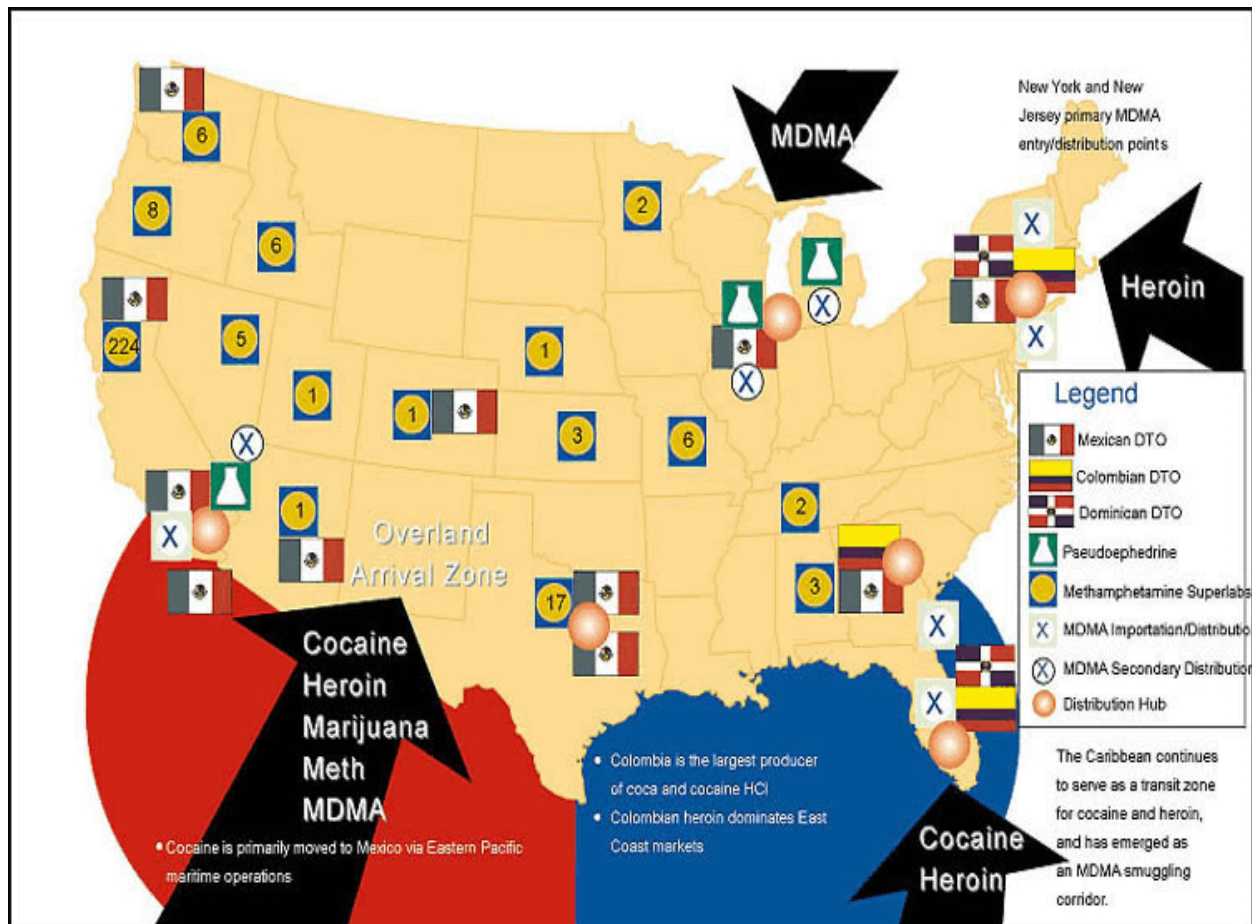 MDMA
New York and New
Jersey primary MDMA
entry/distribution points
6
8
2
6
Heroin
224
5
1
1
1
3
6
Legend
Mexican DTO
Colombian DTO
Dominican DTO
Pseudoephedrine
Methamphetamine Superlabs
MDMA Importation/Distributio
MDMA Secondary Distribution
Distribution Hub
X
X
X
X
X
X
1
X
2
Overland
Arrival Zone
17
3
X
X
X
Cocaine
Heroin
Marijuana
Meth
MDMA
• Cocaine is primarily moved to Mexico via Eastern Pacific
maritime operations
• Colombia is the largest producer
of coca and cocaine HCl
• Colombian heroin dominates East
Coast markets
Cocaine
Heroin
The Caribbean continues
to serve as a transit zone
for cocaine and heroin,
and has emerged as
an MDMA smuggling
corridor.